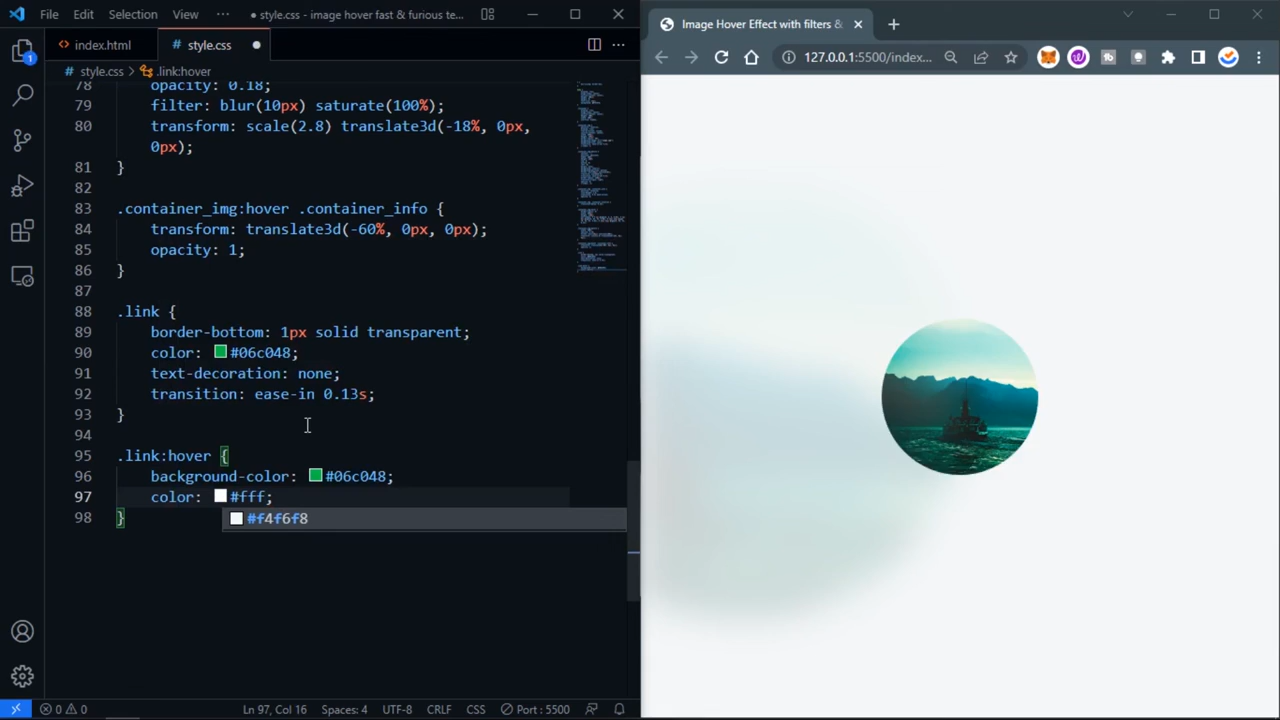 File Edit Selection View ··· ● style.css - image hover fast & furious te...
index.html style.css
# style.css > .link:hover
78 opacity: 0.18;
79 filter: blur(10px) saturate(100%);
80 transform: scale(2.8) translate3d(-18%, 0px,
0px);
81 }
82
83 .container_img:hover .container_info {
84 transform: translate3d(-60%, 0px, 0px);
85 opacity: 1;
86 }
87
88 .link {
89 border-bottom: 1px solid transparent;
90 color: #06c048;
91 text-decoration: none;
92 transition: ease-in 0.13s;
93 }
94
95 .link:hover {
96 background-color: #06c048;
97 color: #fff;
98 }
#f4f6f8
1
0 0 Ln 97, Col 16 Spaces: 4 UTF-8 CRLF CSS Port : 5500
Image Hover Effect with filters &
127.0.0.1:5500/index...